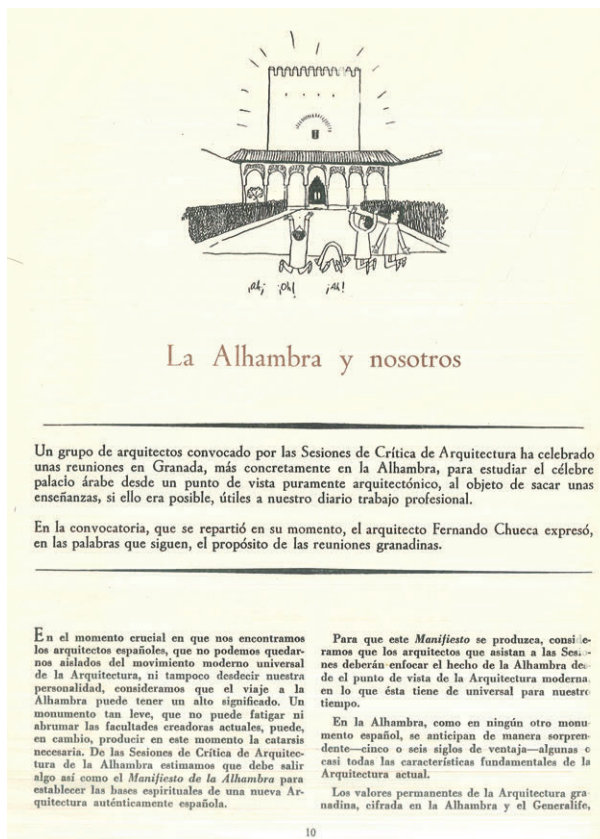 ¡Ah¡ ¡Oh! ¡Ah!
La Alhambra y nosotros
Un grupo de arquitectos convocado por las Sesiones de Crítica de Arquitectura ha celebrado
unas reuniones en Granada, más concretamente en la Alhambra, para estudiar el célebre
palacio árabe desde un punto de vista puramente arquitectónico, al objeto de sacar unas
enseñanzas, si ello era posible, útiles a nuestro diario trabajo profesional.
En la convocatoria, que se repartió en su momento, el arquitecto Fernando Chueca expresó,
en las palabras que siguen, el propósito de las reuniones granadinas.
En el momento crucial en que nos encontramos
los arquitectos españoles, que no podemos quedar-
nos aislados del movimiento moderno universal
de la Arquitectura, ni tampoco desdecir nuestra
personalidad, consideramos que el viaje a la
Alhambra puede tener un alto significado. Un
monumento tan leve, que no puede fatigar ni
abrumar las facultades creadoras actuales, puede,
en cambio, producir en este momento la catarsis
necesaria. De las Sesiones de Crítica de Arquitec-
tura de la Alhambra estimamos que debe salir
algo así como el Manifiesto de la Alhambra para
establecer las bases espirituales de una nueva Ar-
quitectura auténticamente española.
Para que este Manifiesto se produzca, conside-
ramos que los arquitectos que asistan a las Sesio-
nes deberán enfocar el hecho de la Alhambra des-
de el punto de vista de la Arquitectura moderna,
en lo que ésta tiene de universal para nuestro
tiempo.
En la Alhambra, como en ningún otro monu-
mento español, se anticipan de manera sorpren-
dente—cinco o seis siglos de ventaja—algunas o
casi todas las características fundamentales de la
Arquitectura actual.
Los valores permanentes de la Arquitectura gra-
nadina, cifrada en la Alhambra y el Generalife,
10